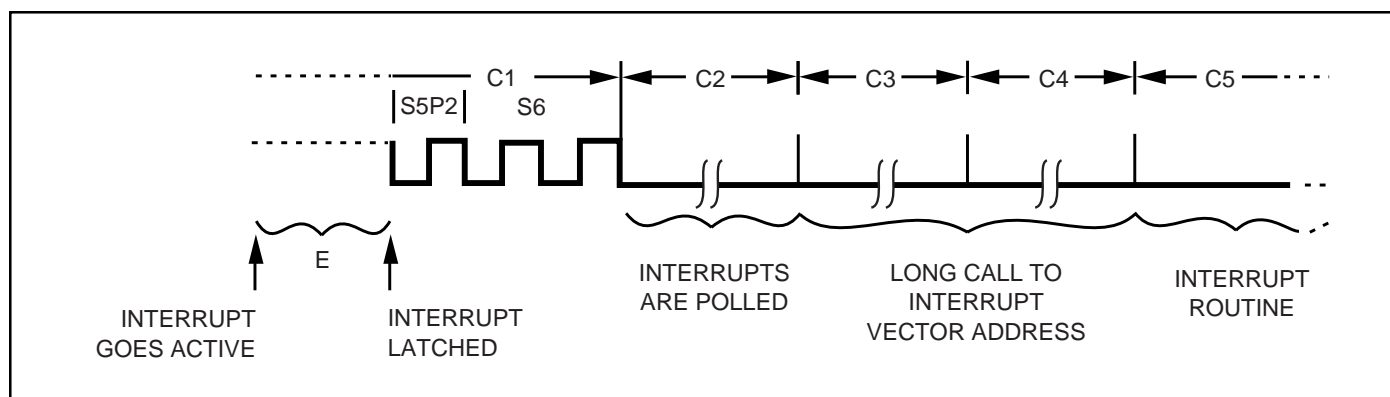 C1 C2 C3 C4 C5
S5P2 S6
E
INTERRUPT
GOES ACTIVE
INTERRUPT
LATCHED
INTERRUPTS
ARE POLLED
LONG CALL TO
INTERRUPT
VECTOR ADDRESS
INTERRUPT
ROUTINE